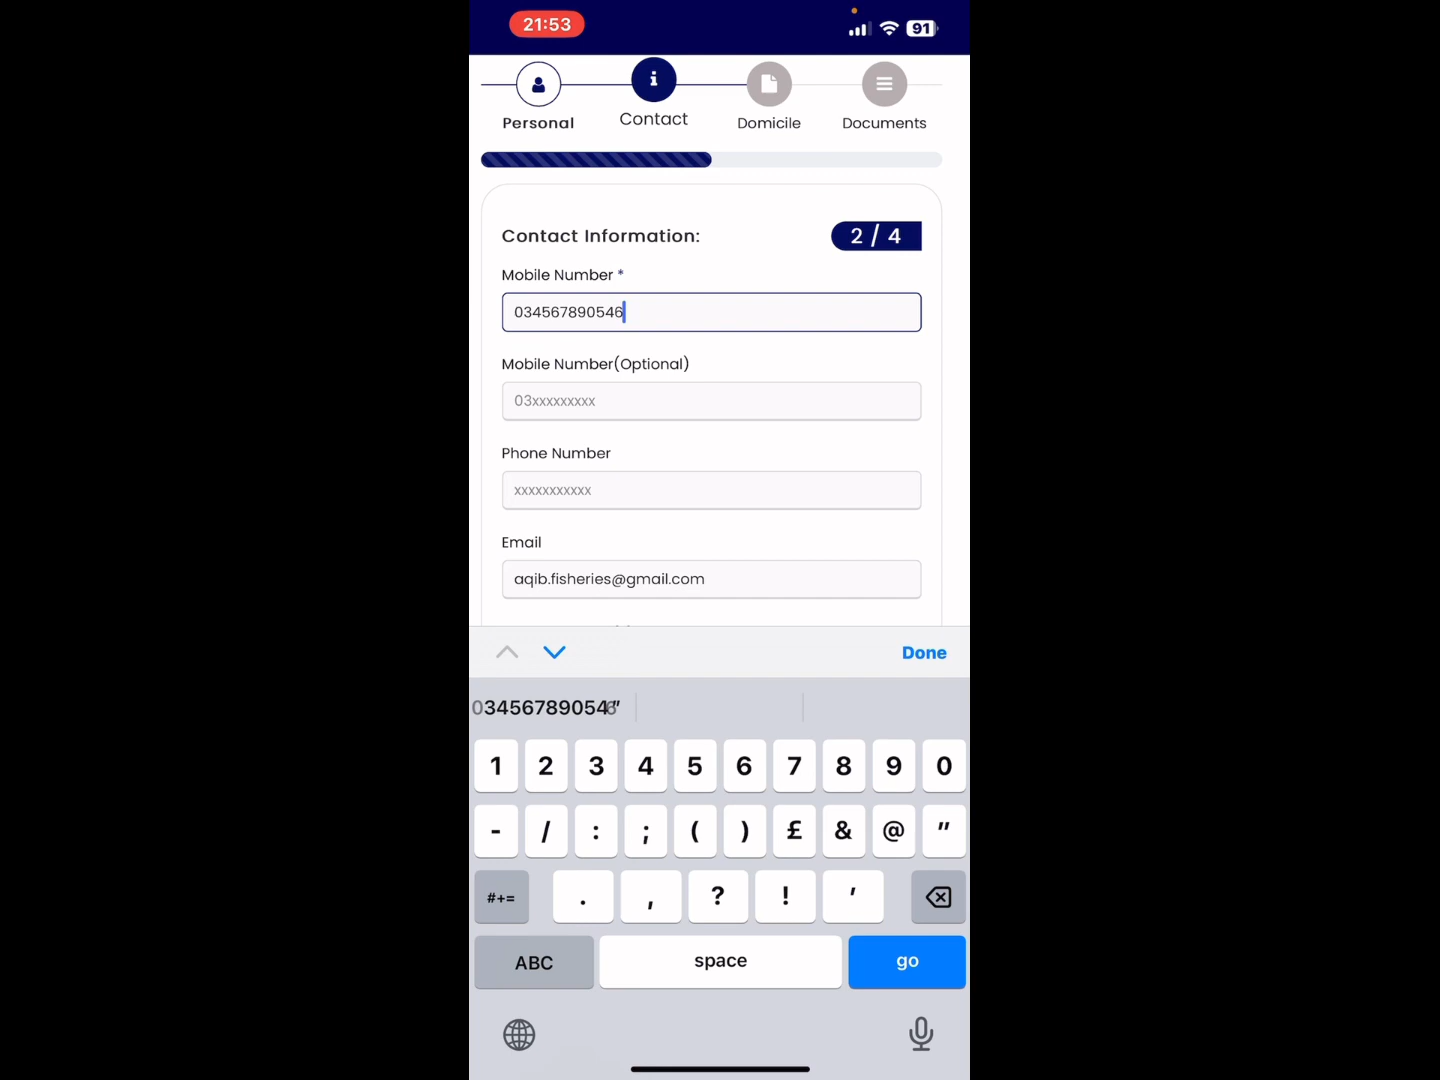 21:53
91
Personal
Contact
Domicile
Documents
Contact Information:
2 / 4
Mobile Number *
034567890546
Mobile Number(Optional)
03xxxxxxxxx
Phone Number
xxxxxxxxxxx
Email
aqib.fisheries@gmail.com
Done
034567890546"
1 2 3 4 5 6 7 8 9 0
- / : ; ( ) £ & @ "
#+= . , ? ! '
ABC space go